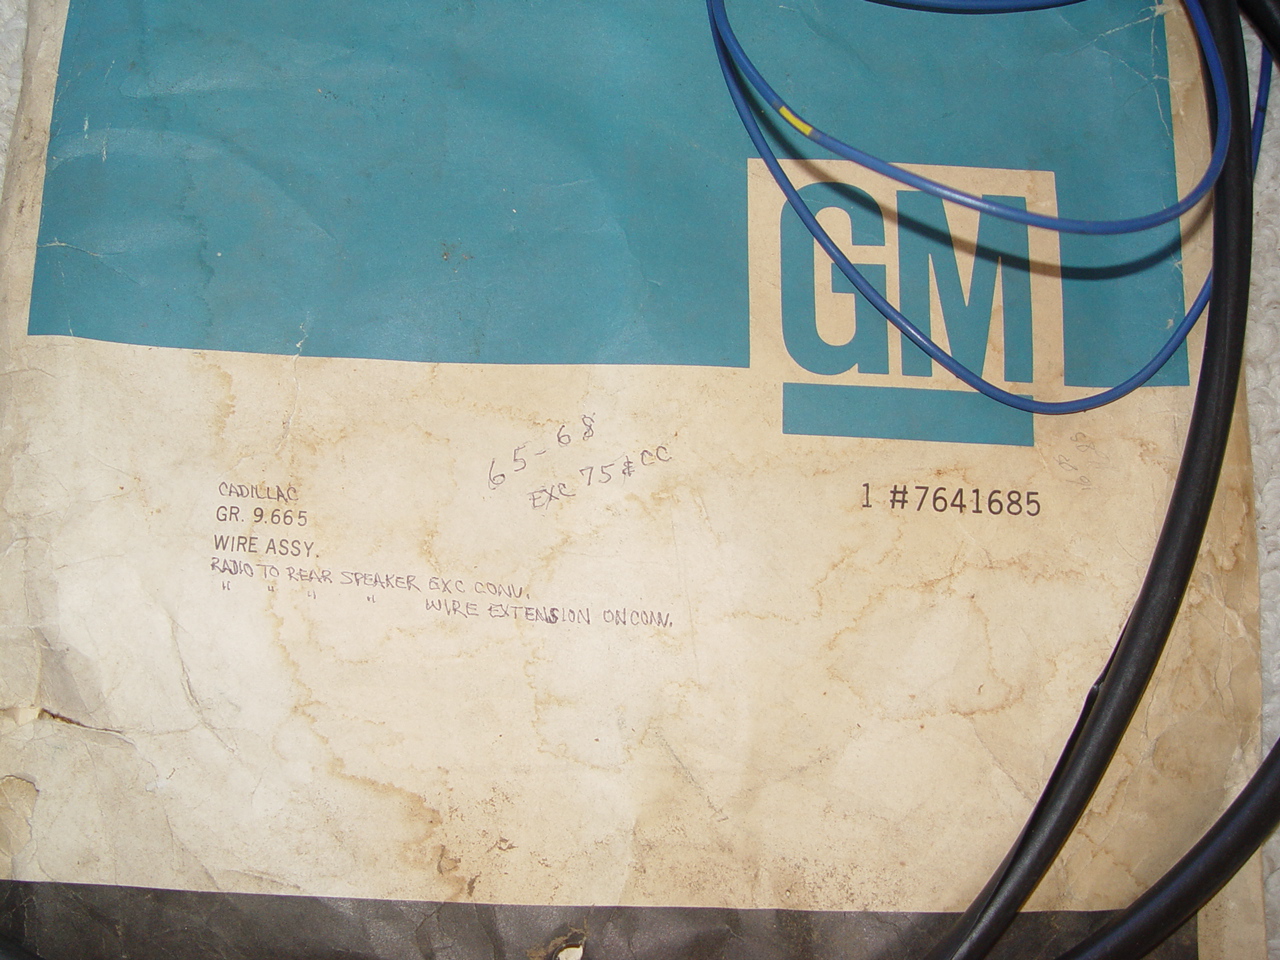 GM
65-68
EXC 75 & CC
1 #7641685
CADILLAC
GR. 9.665
WIRE ASSY.
RADIO TO REAR SPEAKER EXC CONV.
" " " " WIRE EXTENSION ON CONV.